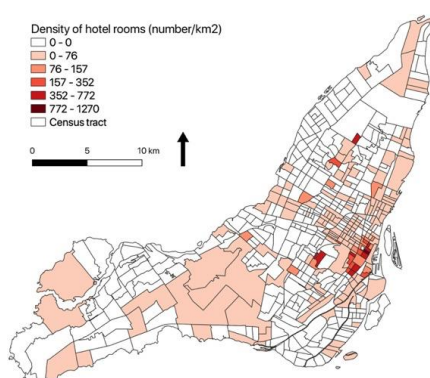 Density of hotel rooms (number/km2)
0 - 0
0 - 76
76 - 157
157 - 352
352 - 772
772 - 1270
Census tract
0 5 10 km